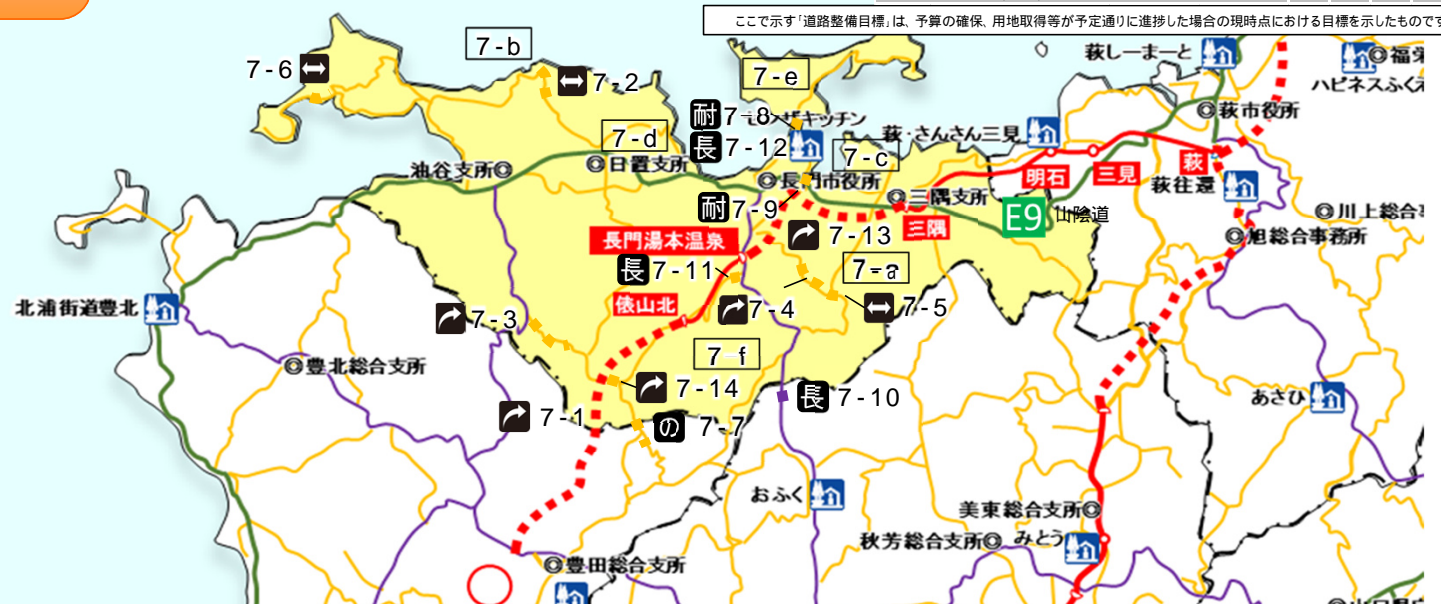 ここで示す「道路整備目標」は、予算の確保、用地取得等が予定通りに進捗した場合の現時点における目標を示したものです
7-b
7-6
7-2
7-e
萩しーまーと
ハピネスふくえ
萩市役所
耐 7-8
長 7-12
キッチン
萩・さんさん三見
7-d
7-c
油谷支所
日置支所
長門市役所
三隅支所
明石
三見
萩
萩往還
耐 7-9
E9 山陰道
川上総合
旭総合事務所
長門湯本温泉
7-13
三隅
長 7-11
7-a
俵山北
7-4
7-5
北浦街道豊北
7-3
7-f
豊北総合支所
7-14
長 7-10
あさひ
7-1
の 7-7
おふく
美東総合支所
秋芳総合支所
みとう
豊田総合支所